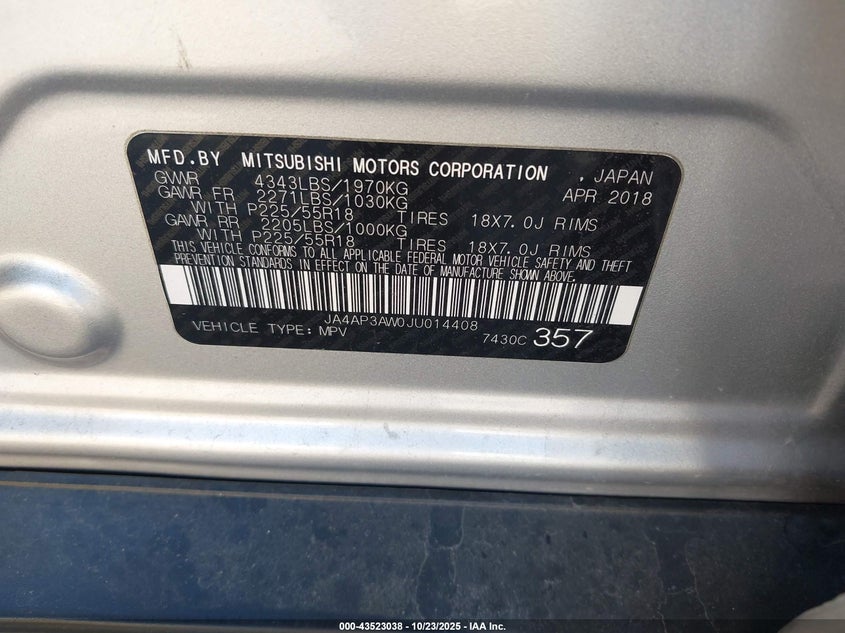 MFD.BY MITSUBISHI MOTORS CORPORATION , JAPAN
GVWR 4343LBS/1970KG APR 2018
GAWR FR 2271LBS/1030KG
WITH P225/55R18 TIRES 18X7.0J RIMS
GAWR RR 2205LBS/1000KG
WITH P225/55R18 TIRES 18X7.0J RIMS
THIS VEHICLE CONFORMS TO ALL APPLICABLE FEDERAL MOTOR VEHICLE SAFETY AND THEFT
PREVENTION STANDARDS IN EFFECT ON THE DATE OF MANUFACTURE SHOWN ABOVE.
JA4AP3AW0JU014408
VEHICLE TYPE:MPV 7430C 357
000-43523038 - 10/23/2025 - IAA Inc.